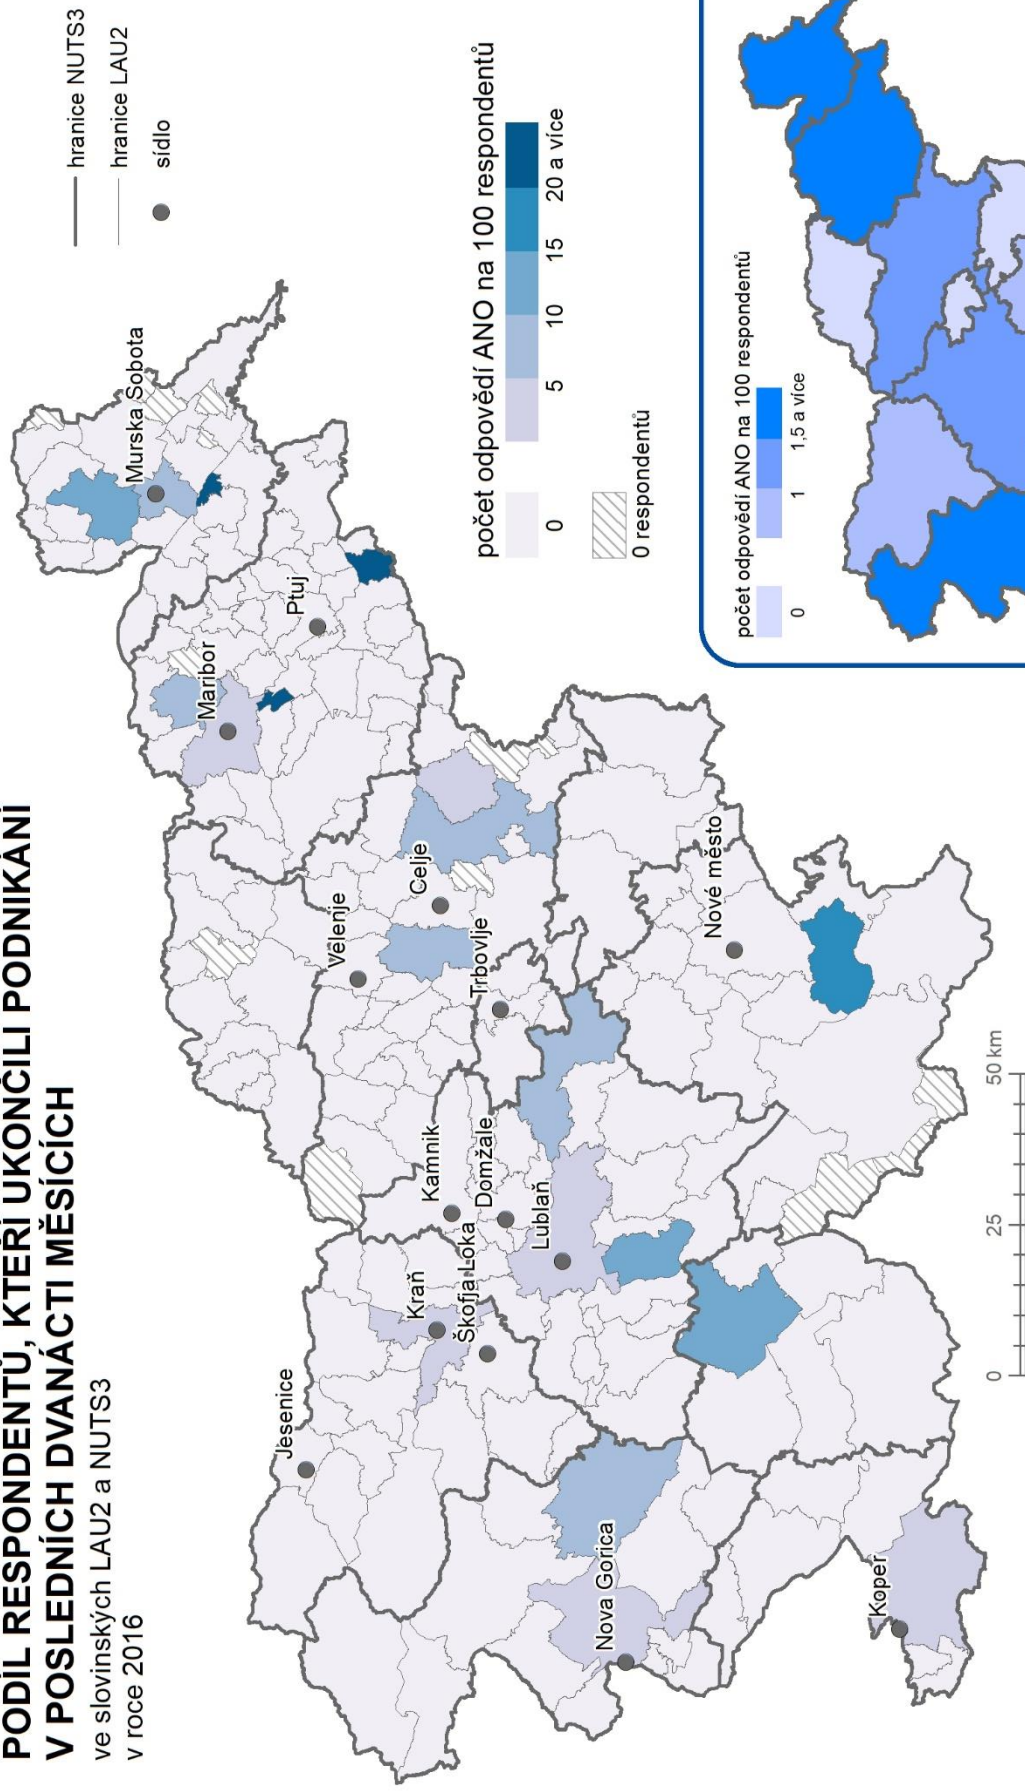 PODÍL RESPONDENTŮ, KTEŘÍ UKONČILI PODNIKÁNÍ
V POSLEDNÍCH DVANÁCTI MĚSÍCÍCH
ve slovinských LAU2 a NUTS3
v roce 2016
hranice NUTS3
hranice LAU2
sídlo
Murska Sobota
Maribor
Ptuj
Velenje
Celje
Trbovlje
Jesenice
Kraň
Škofja Loka
Kamnik
Domžale
Lublaň
Nové město
Nova Gorica
Koper
počet odpovědí ANO na 100 respondentů
0
5
10
15
20 a více
0 respondentů
počet odpovědí ANO na 100 respondentů
0
1
1,5 a více
0
25
50 km